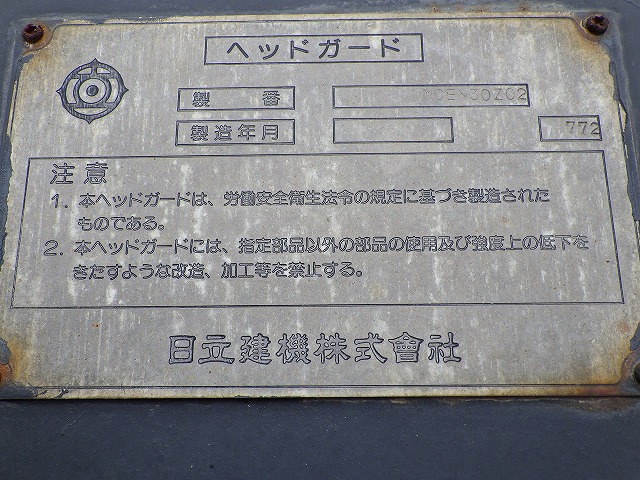 ヘッドガード
製 番
製造年月
772
注意
1. 本ヘッドガードは、労働安全衛生法令の規定に基づき製造された
ものである。
2. 本ヘッドガードには、指定部品以外の部品の使用及び強度上の低下を
きたすような改造、加工等を禁止する。
日立建機株式會社